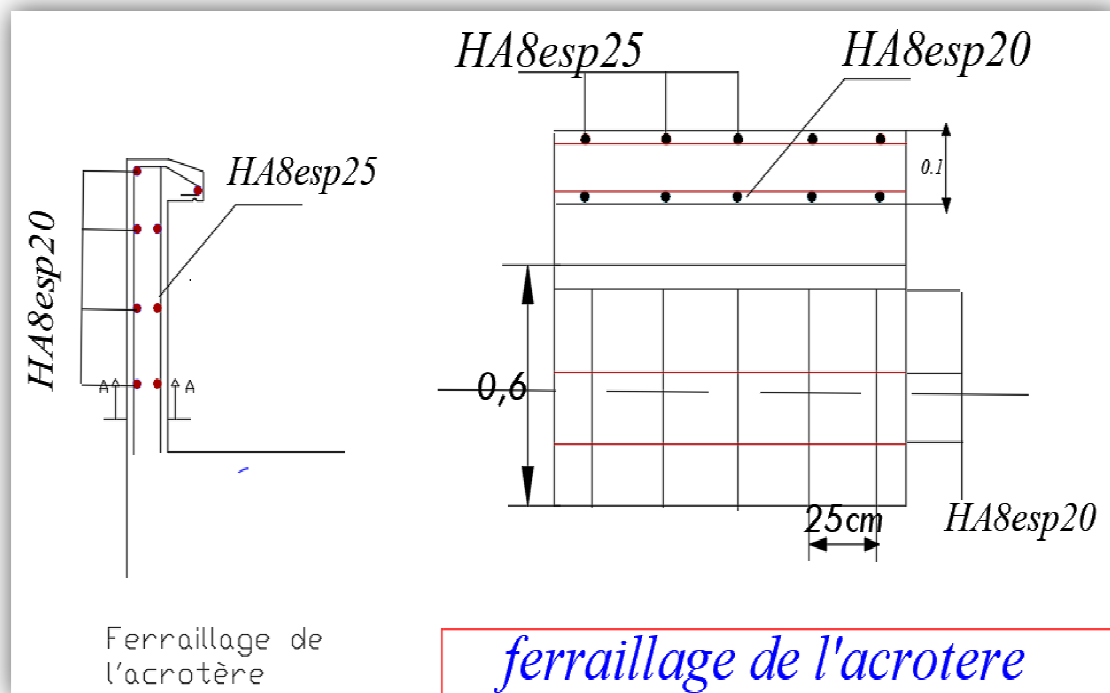 HA8esp25
HA8esp20
0.1
HA8esp25
HA8esp20
A
A
0,6
25cm
HA8esp20
Ferraillage de
l'acrotère
ferraillage de l'acrotere